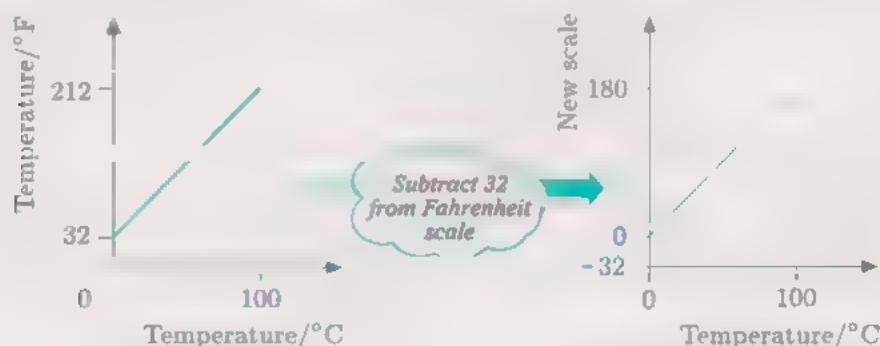 Temperature/°F
212
32
0
100
Temperature/°C
Subtract 32
from Fahrenheit
scale
New scale
180
0
-32
0
100
Temperature/°C